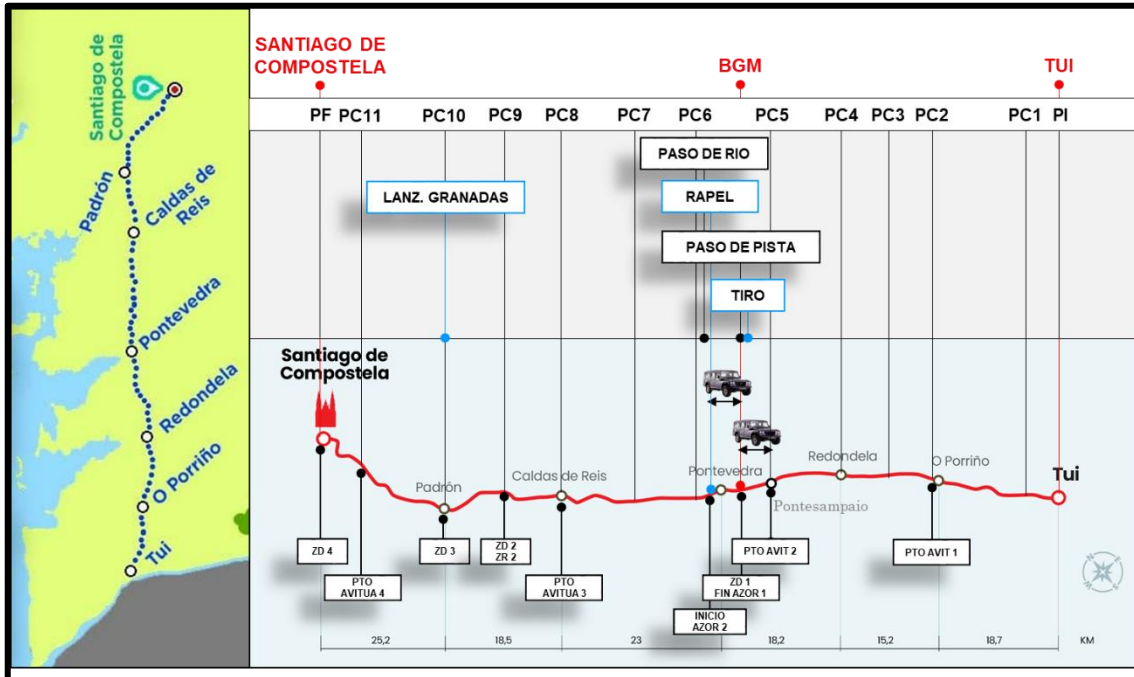 Santiago de
Compostela
Padrón
Caldas de
Reis
Pontevedra
Redondela
O Porriño
Tui
SANTIAGO DE
COMPOSTELA
BGM
TUI
PF PC11 PC10 PC9 PC8 PC7 PC6 PC5 PC4 PC3 PC2 PC1 PI
PASO DE RIO
LANZ. GRANADAS
RAPEL
PASO DE PISTA
TIRO
Santiago de
Compostela
Padrón
Caldas de Reis
Pontevedra
Redondela
O Porriño
Tui
Pontesampaio
ZD 4
PTO
AVITUA 4
ZD 3
ZD 2
ZR 2
PTO
AVITUA 3
INICIO
AZOR 2
ZD 1
FIN AZOR 1
PTO AVIT 2
PTO AVIT 1
25,2 18,5 23 18,2 15,2 18,7 KM